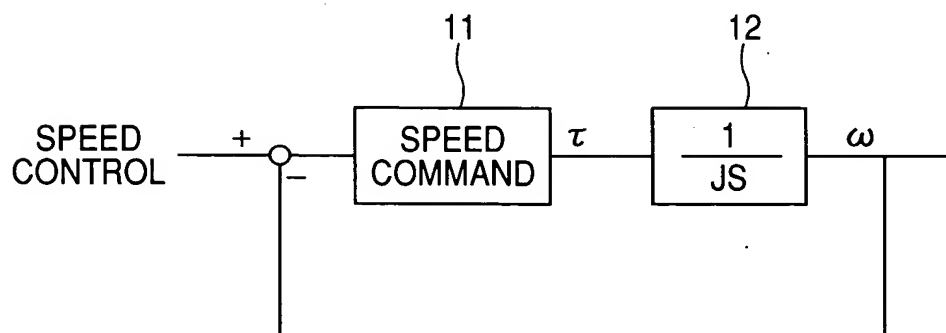 11
12
SPEED
CONTROL
+
−
SPEED
COMMAND
τ
1
JS
ω